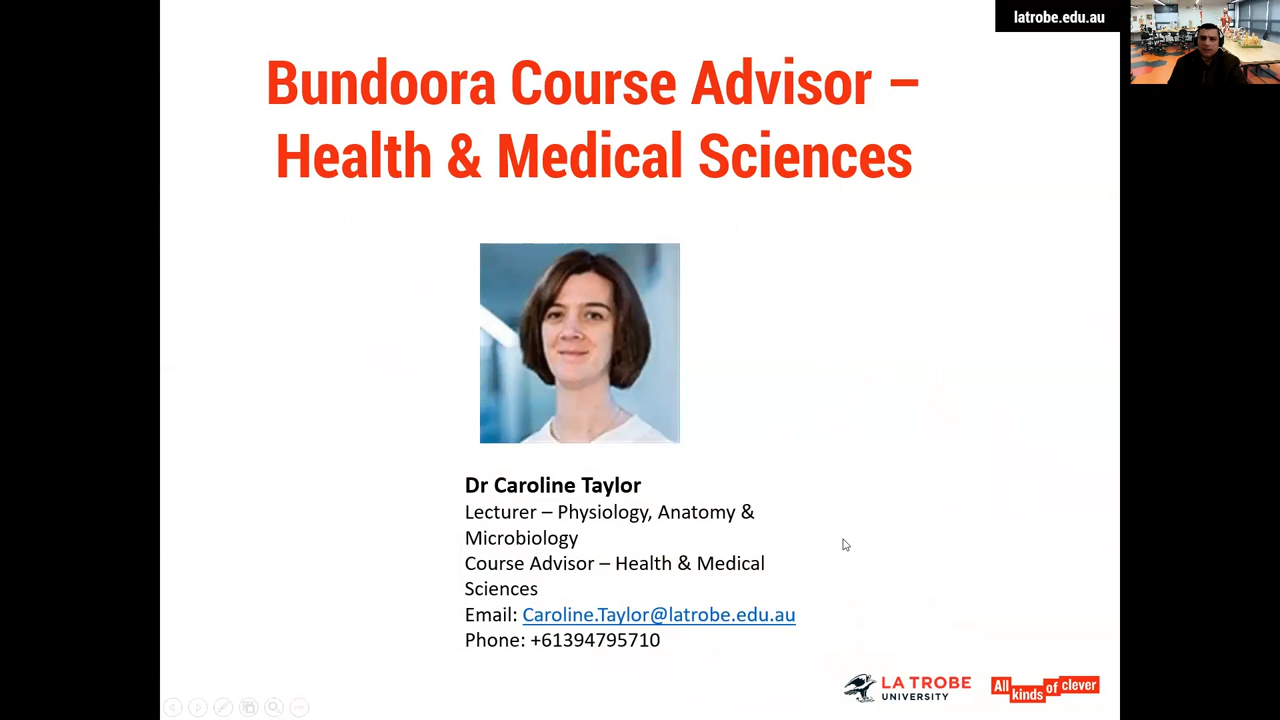 latrobe.edu.au
Bundoora Course Advisor –
Health & Medical Sciences
Dr Caroline Taylor
Lecturer – Physiology, Anatomy &
Microbiology
Course Advisor – Health & Medical
Sciences
Email: Caroline.Taylor@latrobe.edu.au
Phone: +61394795710
LA TROBE
UNIVERSITY
All kinds of clever